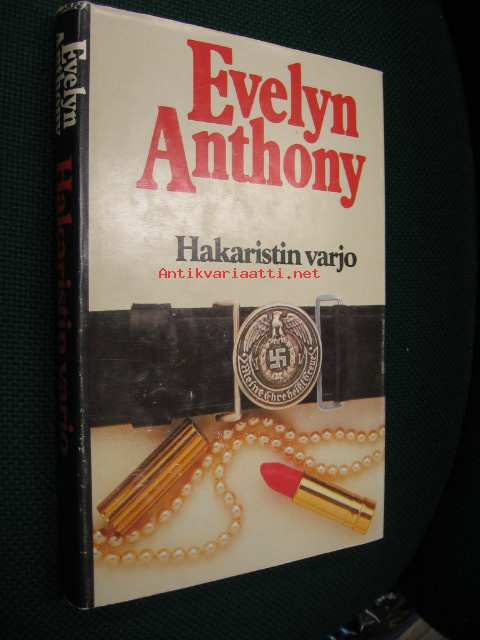 Evelyn
Anthony
Hakaristin varjo
Antikvariaatti.net
Meine Ehre heißt Treue
Evelyn
Anthony
Hakaristin varjo